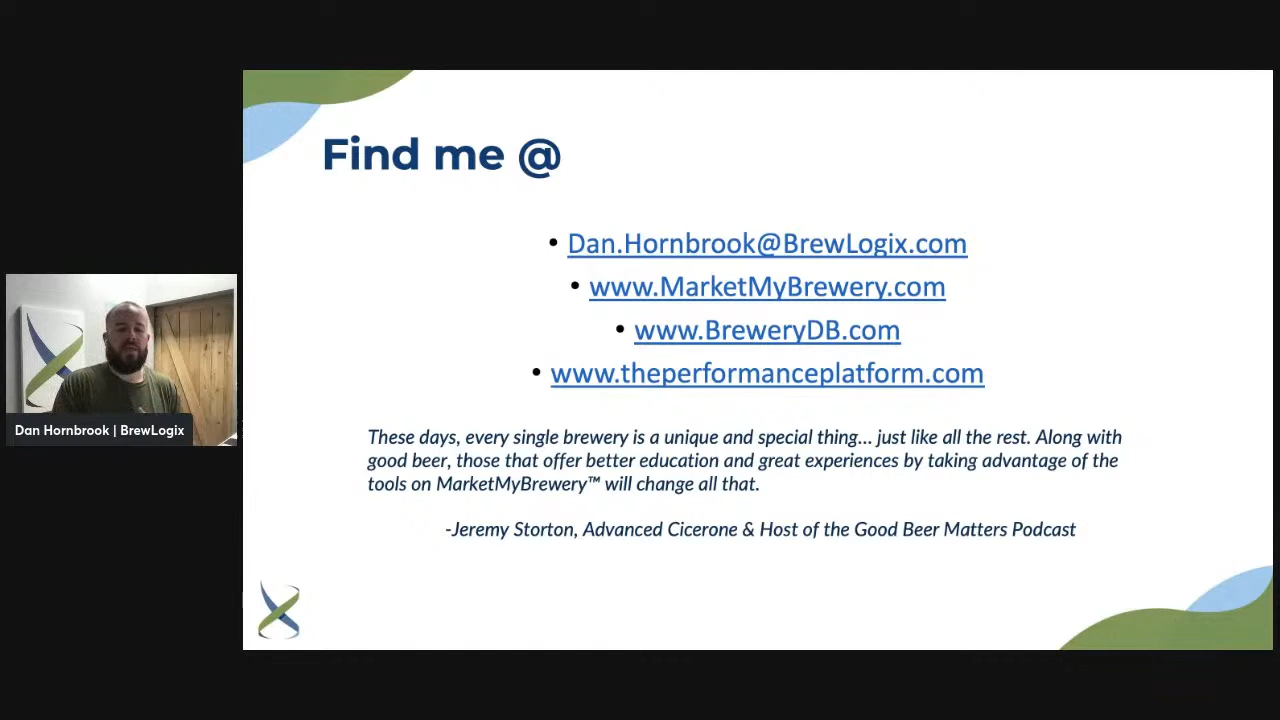 Find me @
• Dan.Hornbrook@BrewLogix.com
• www.MarketMyBrewery.com
• www.BreweryDB.com
• www.theperformanceplatform.com
These days, every single brewery is a unique and special thing... just like all the rest. Along with
good beer, those that offer better education and great experiences by taking advantage of the
tools on MarketMyBrewery™ will change all that.
-Jeremy Storton, Advanced Cicerone & Host of the Good Beer Matters Podcast
Dan Hornbrook | BrewLogix